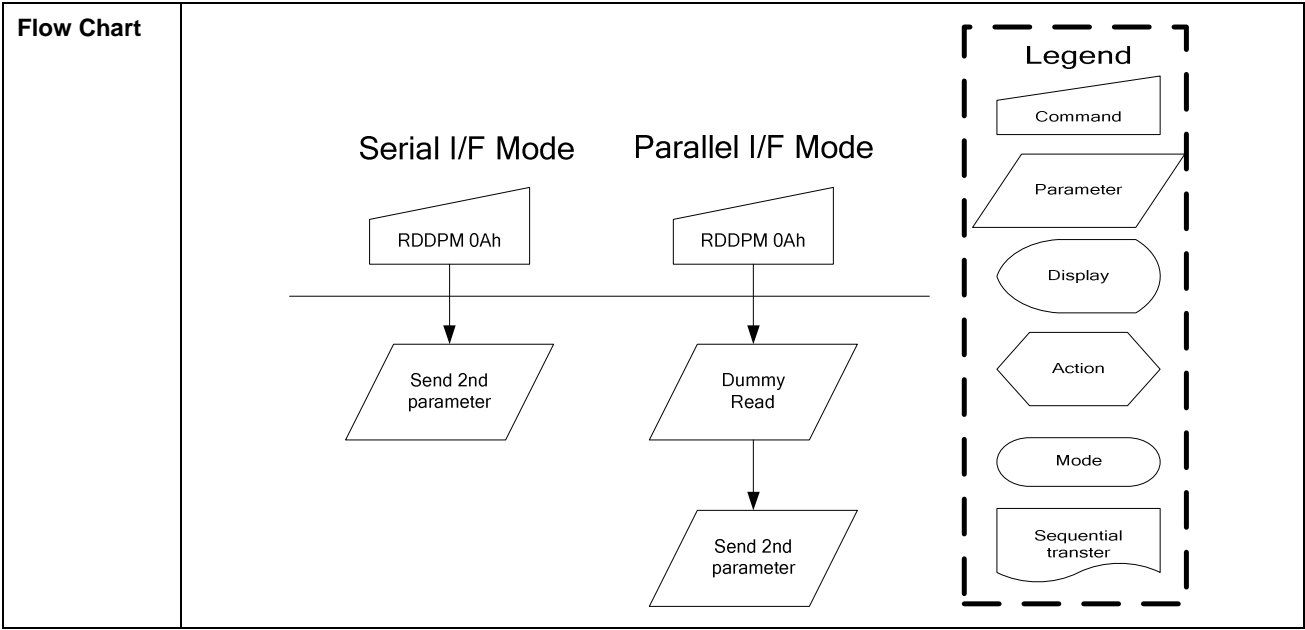 Flow Chart
Serial I/F Mode
RDDPM 0Ah
Send 2nd
parameter
Parallel I/F Mode
RDDPM 0Ah
Dummy
Read
Send 2nd
parameter
Legend
Command
Parameter
Display
Action
Mode
Sequential
transter